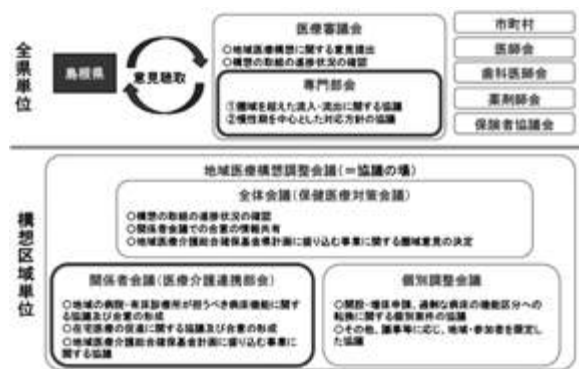 全県単位
島根県
意見聴取
医療審議会
○地域医療構想に関する意見提出
○構想の取組の進捗状況の確認
専門部会
①圏域を超えた流入・流出に関する協議
②慢性期を中心とした対応方針の協議
市町村
医師会
歯科医師会
薬剤師会
保険者協議会
構想区域単位
地域医療構想調整会議(=協議の場)
全体会議(保健医療対策会議)
○構想の取組の進捗状況の確認
○関係者会議での合意の情報共有
○地域医療介護総合確保基金県計画に盛り込む事業に関する圏域意見の決定
関係者会議(医療介護連携部会)
○地域の病院・有床診療所が担うべき病床機能に関する
協議及び合意の形成
○在宅医療の促進に関する協議及び合意の形成
○地域医療介護総合確保基金計画に盛り込む事業に
関する協議
個別調整会議
○開設・増床申請、過剰な病床の機能区分への
転換に関する個別案件の協議
○その他、議事等に応じ、地域・参加者を限定し
た協議